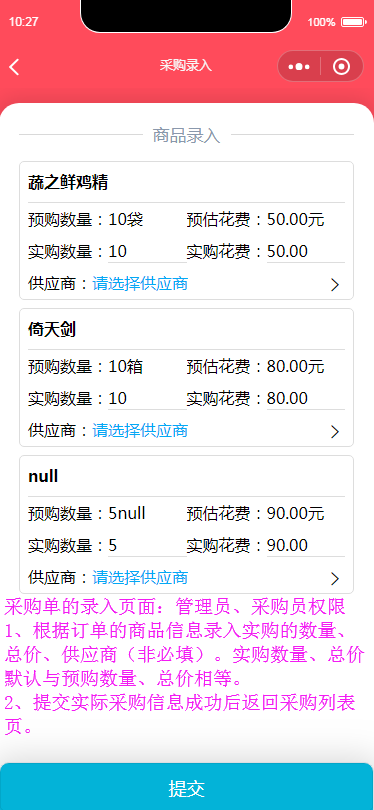 10:27
100%
采购录入
商品录入
蔬之鲜鸡精
预购数量：10袋 预估花费：50.00元
实购数量：10 实购花费：50.00
供应商：请选择供应商
倚天剑
预购数量：10箱 预估花费：80.00元
实购数量：10 实购花费：80.00
供应商：请选择供应商
null
预购数量：5null 预估花费：90.00元
实购数量：5 实购花费：90.00
供应商：请选择供应商
采购单的录入页面：管理员、采购员权限
1、根据订单的商品信息录入实购的数量、
总价、供应商（非必填）。实购数量、总价
默认与预购数量、总价相等。
2、提交实际采购信息成功后返回采购列表
页。
提交